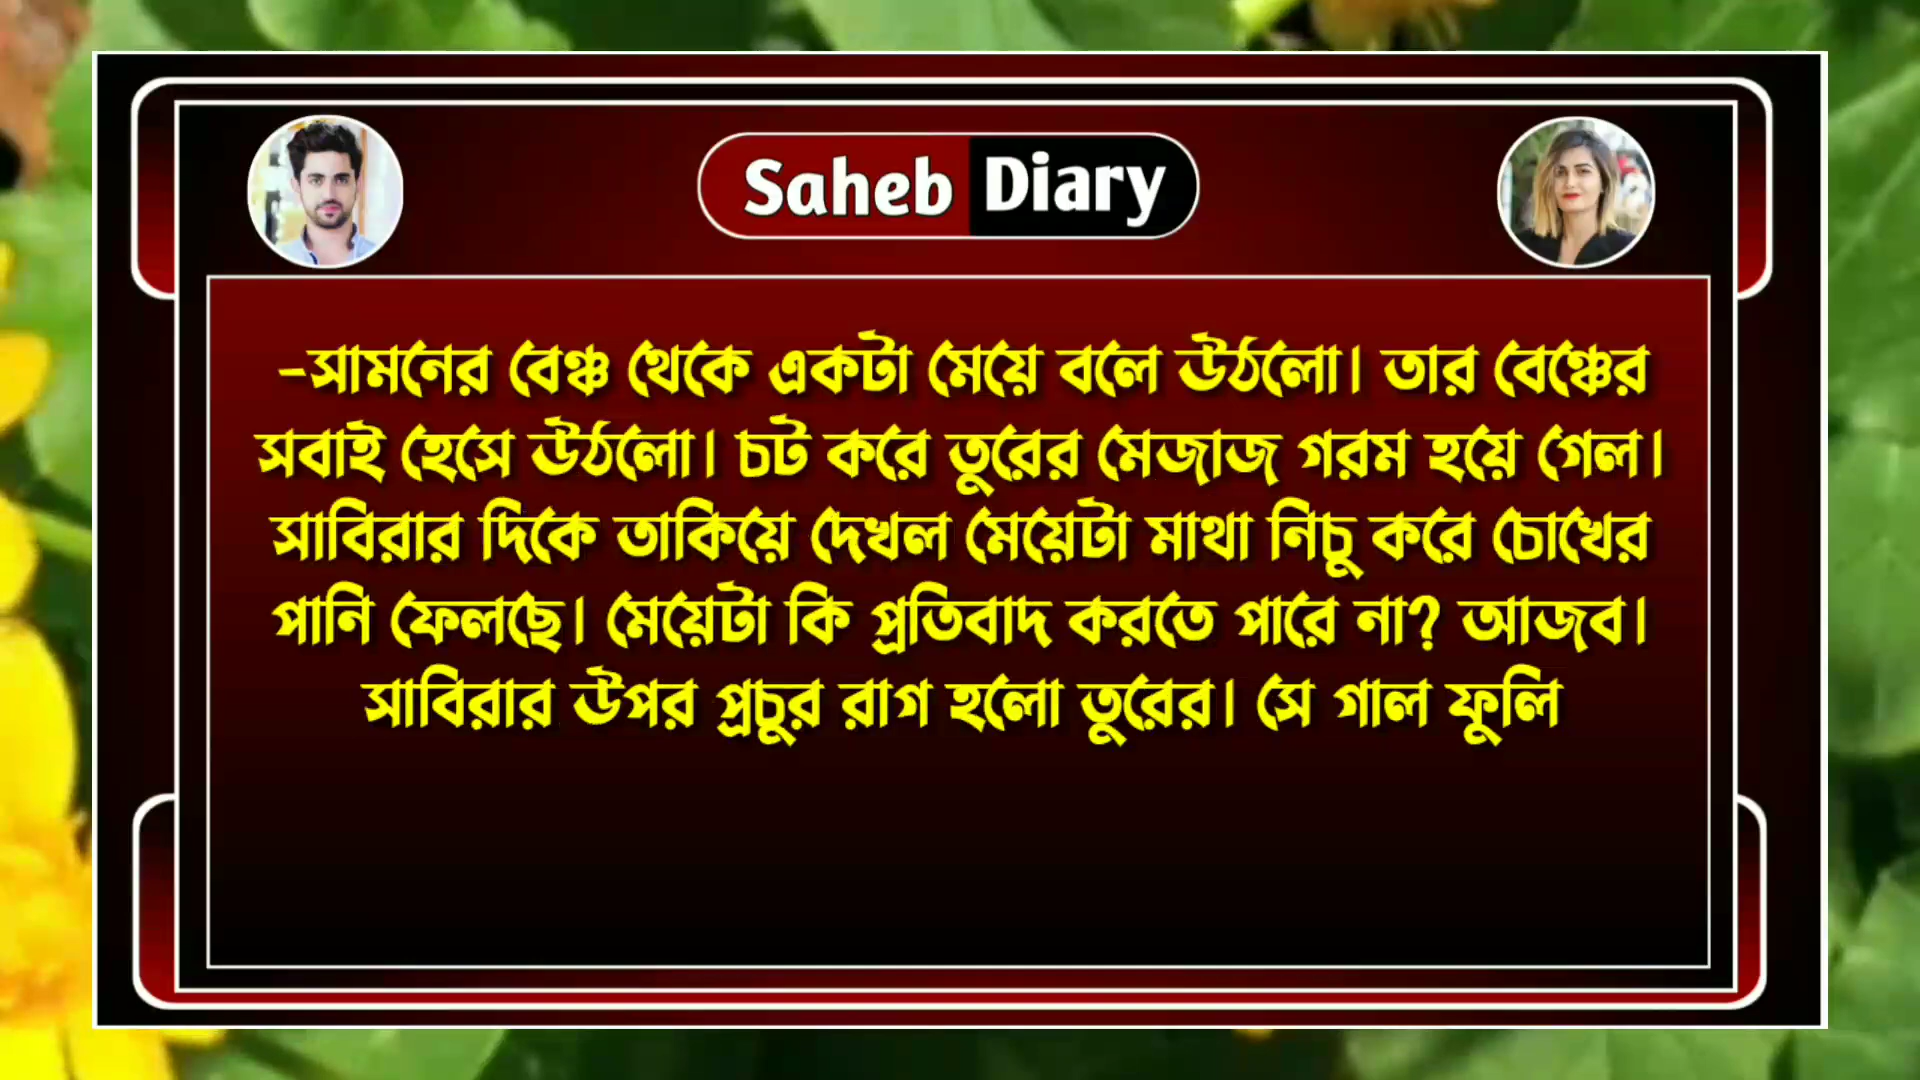 Saheb Diary
-সামনের বেঞ্চ থেকে একটা মেয়ে বলে উঠলো। তার বেঞ্চের
সবাই হেসে উঠলো। চট করে তুরের মেজাজ গরম হয়ে গেল।
সাবিরার দিকে তাকিয়ে দেখল মেয়েটা মাথা নিচু করে চোখের
পানি ফেলছে। মেয়েটা কি প্রতিবাদ করতে পারে না? আজব।
সাবিরার উপর প্রচুর রাগ হলো তুরের। সে গাল ফুলি